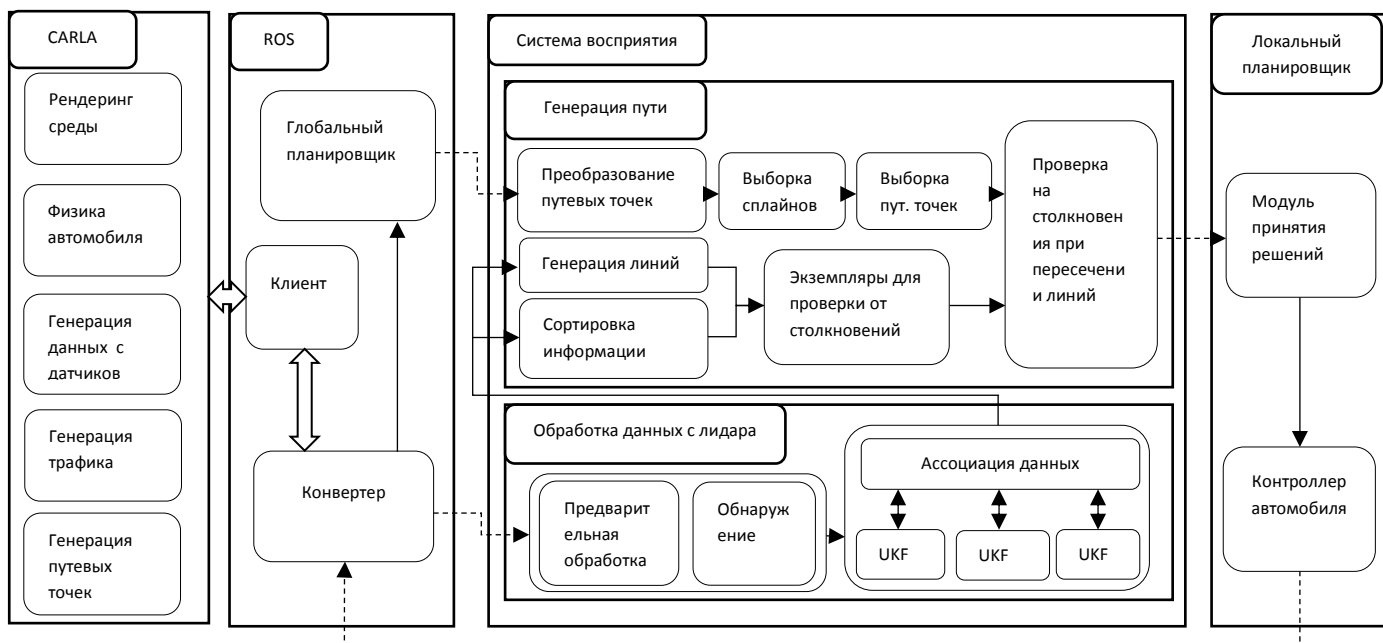 CARLA
Рендеринг
среды
Физика
автомобиля
Генерация
данных с
датчиков
Генерация
трафика
Генерация
путевых
точек
ROS
Глобальный
планировщик
Клиент
Конвертер
Система восприятия
Генерация пути
Преобразование
путевых точек
Выборка
сплайнов
Выборка
пут. точек
Проверка
на
столкновен
ия при
пересечени
и линий
Генерация линий
Сортировка
информации
Экземпляры для
проверки от
столкновений
Обработка данных с лидара
Предварит
ельная
обработка
Обнаруж
ение
Ассоциация данных
UKF
UKF
UKF
Локальный
планировщик
Модуль
принятия
решений
Контроллер
автомобиля